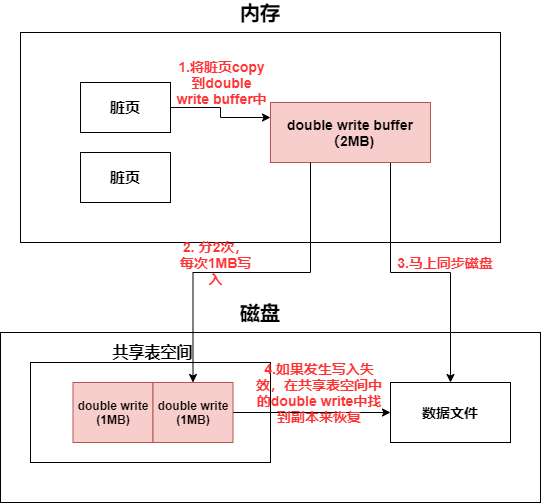 内存
1.将脏页copy
到double
write buffer中
脏页
double write buffer
（2MB）
脏页
2. 分2次，
每次1MB写
入
3.马上同步磁盘
磁盘
共享表空间
4.如果发生写入失
效，在共享表空间中
的double write中找
到副本来恢复
double write
(1MB)
double write
(1MB)
数据文件